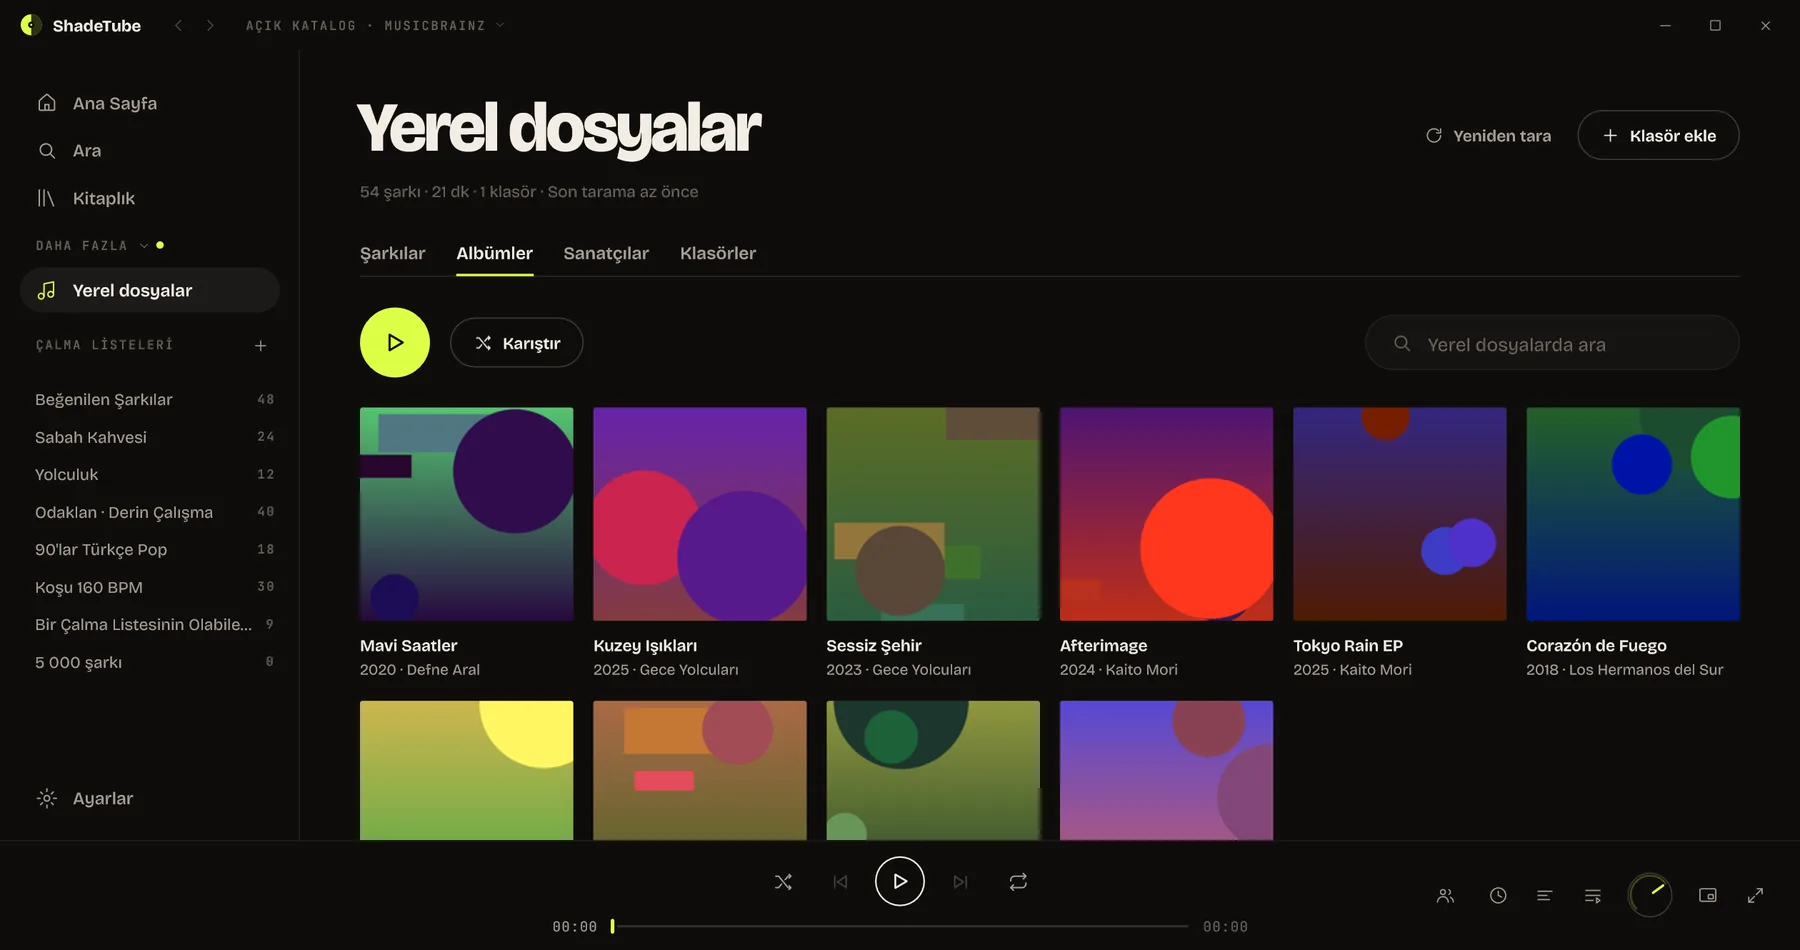 ShadeTube
AÇIK KATALOG · MUSICBRAINZ
Ana Sayfa
Ara
Kitaplık
DAHA FAZLA
Yerel dosyalar
ÇALMA LİSTELERİ
Beğenilen Şarkılar 48
Sabah Kahvesi 24
Yolculuk 12
Odaklan · Derin Çalışma 40
90'lar Türkçe Pop 18
Koşu 160 BPM 30
Bir Çalma Listesinin Olabile... 9
5 000 şarkı 0
Ayarlar
Yerel dosyalar
Yeniden tara
Klasör ekle
54 şarkı · 21 dk · 1 klasör · Son tarama az önce
Şarkılar Albümler Sanatçılar Klasörler
Karıştır
Yerel dosyalarda ara
Mavi Saatler
2020 · Defne Aral
Kuzey Işıkları
2025 · Gece Yolcuları
Sessiz Şehir
2023 · Gece Yolcuları
Afterimage
2024 · Kaito Mori
Tokyo Rain EP
2025 · Kaito Mori
Corazón de Fuego
2018 · Los Hermanos del Sur
00:00
00:00